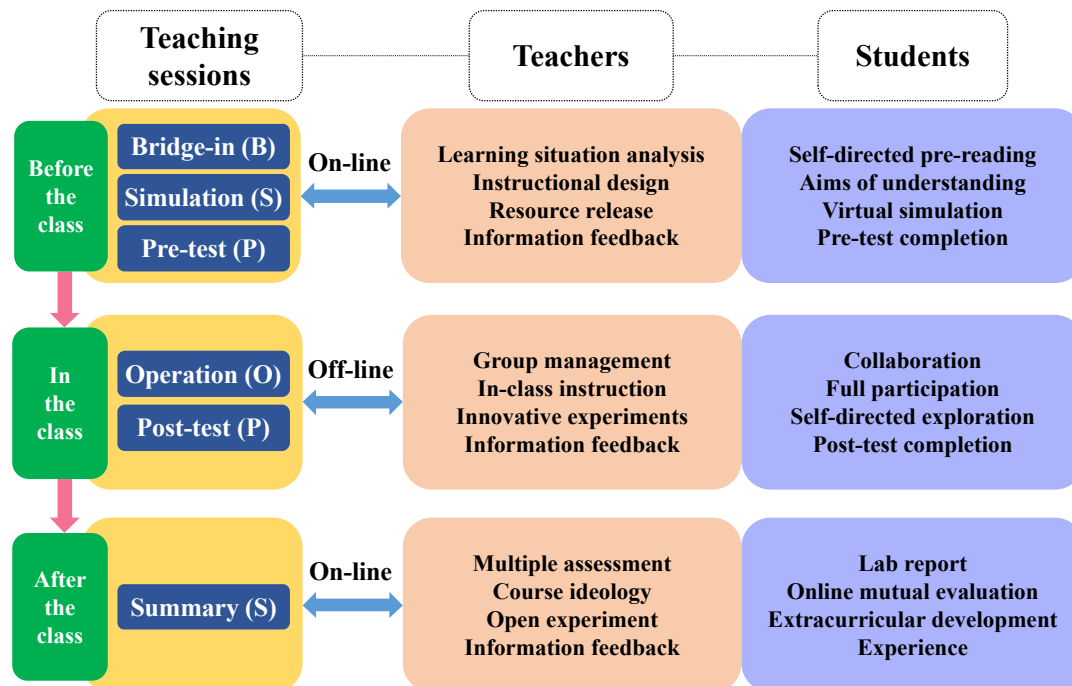 Teaching
sessions
Teachers
Students
Before
the
class
Bridge-in (B)
Simulation (S)
Pre-test (P)
On-line
Learning situation analysis
Instructional design
Resource release
Information feedback
Self-directed pre-reading
Aims of understanding
Virtual simulation
Pre-test completion
In
the
class
Operation (O)
Post-test (P)
Off-line
Group management
In-class instruction
Innovative experiments
Information feedback
Collaboration
Full participation
Self-directed exploration
Post-test completion
After
the
class
Summary (S)
On-line
Multiple assessment
Course ideology
Open experiment
Information feedback
Lab report
Online mutual evaluation
Extracurricular development
Experience